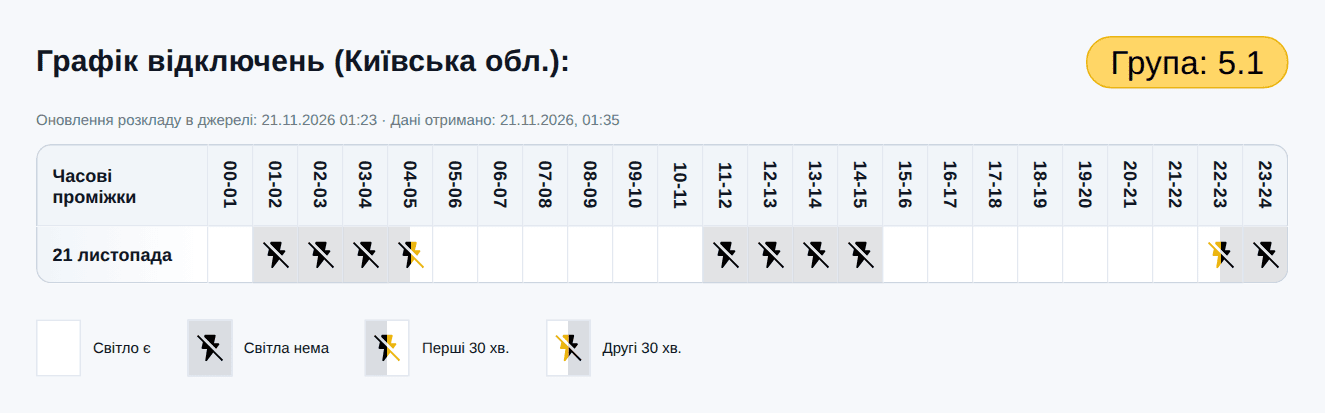 Графік відключень (Київська обл.):
Група: 5.1
Оновлення розкладу в джерелі: 21.11.2026 01:23 · Дані отримано: 21.11.2026, 01:35
Часові
проміжки
00-01
01-02
02-03
03-04
04-05
05-06
06-07
07-08
08-09
09-10
10-11
11-12
12-13
13-14
14-15
15-16
16-17
17-18
18-19
19-20
20-21
21-22
22-23
23-24
21 листопада
Світло є
Світла нема
Перші 30 хв.
Другі 30 хв.